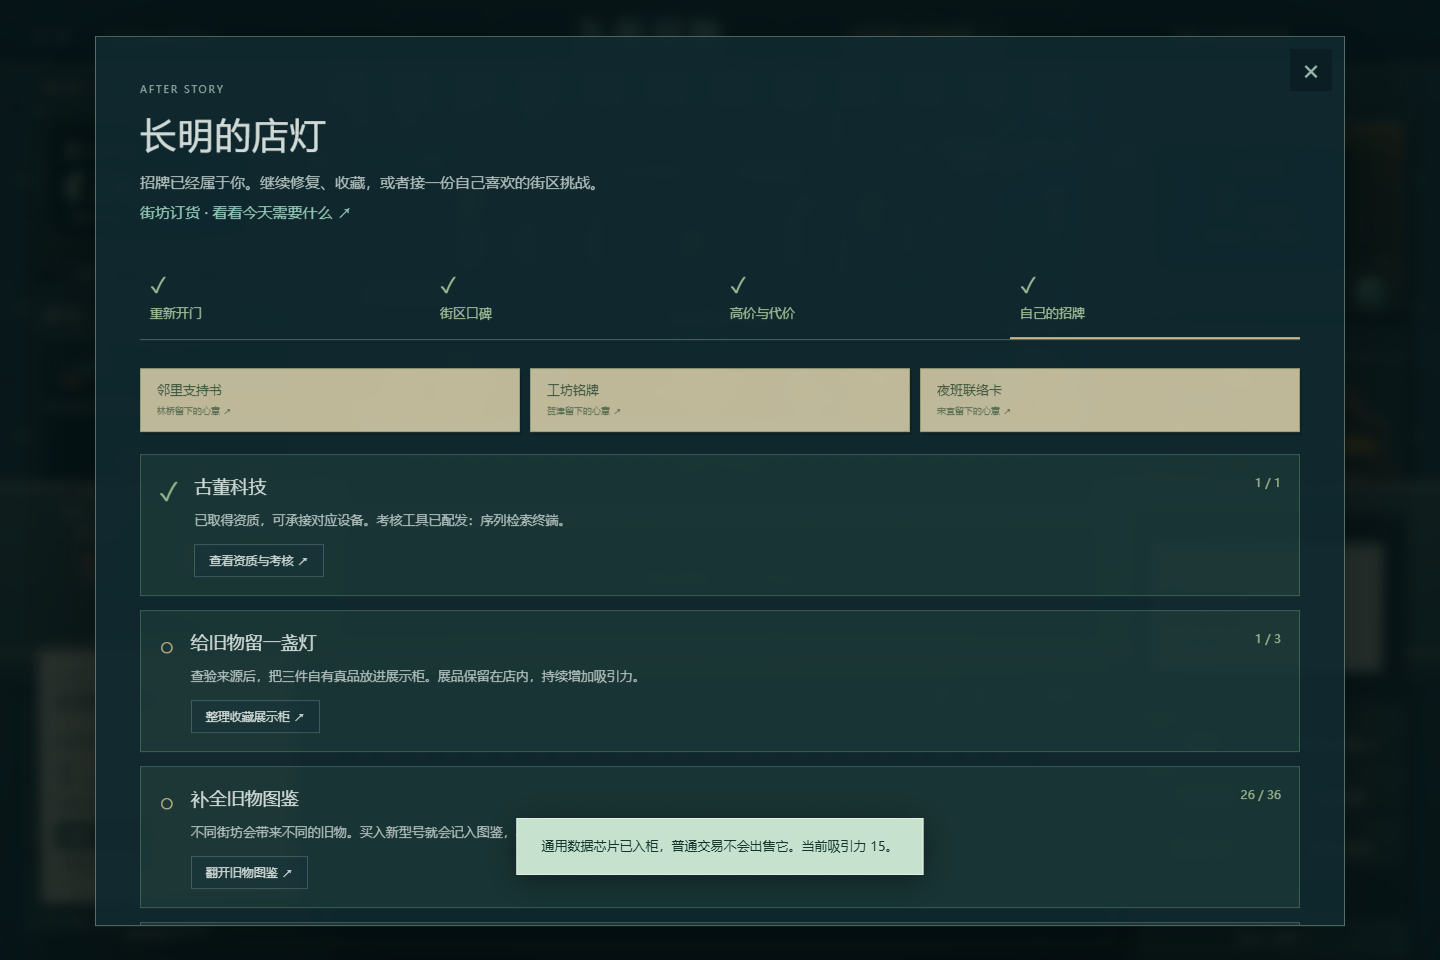 AFTER STORY
长明的店灯
招牌已经属于你。继续修复、收藏，或者接一份自己喜欢的街区挑战。
街坊订货 · 看看今天需要什么 ↗
✓ ✓ ✓ ✓
重新开门 街区口碑 高价与代价 自己的招牌
邻里支持书 工坊铭牌 夜班联络卡
林桥留下的心意 ↗ 贺津留下的心意 ↗ 宋宜留下的心意 ↗
✓ 古董科技 1 / 1
已取得资质，可承接对应设备。考核工具已配发：序列检索终端。
查看资质与考核 ↗
○ 给旧物留一盏灯 1 / 3
查验来源后，把三件自有真品放进展示柜。展品保留在店内，持续增加吸引力。
整理收藏展示柜 ↗
○ 补全旧物图鉴 26 / 36
不同街坊会带来不同的旧物。买入新型号就会记入图鉴，
通用数据芯片已入柜，普通交易不会出售它。当前吸引力 15。
翻开旧物图鉴 ↗